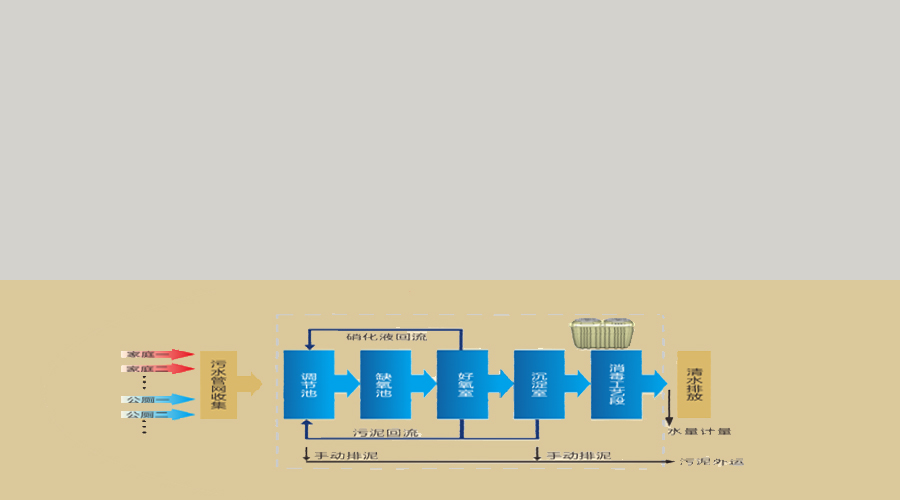 硝化液回流
家庭一
家庭二
公厕一
公厕二
污水管网收集
调节池
缺氧池
好氧室
沉淀室
消毒工艺段
清水排放
污泥回流
水量计量
手动排泥
手动排泥
污泥外运